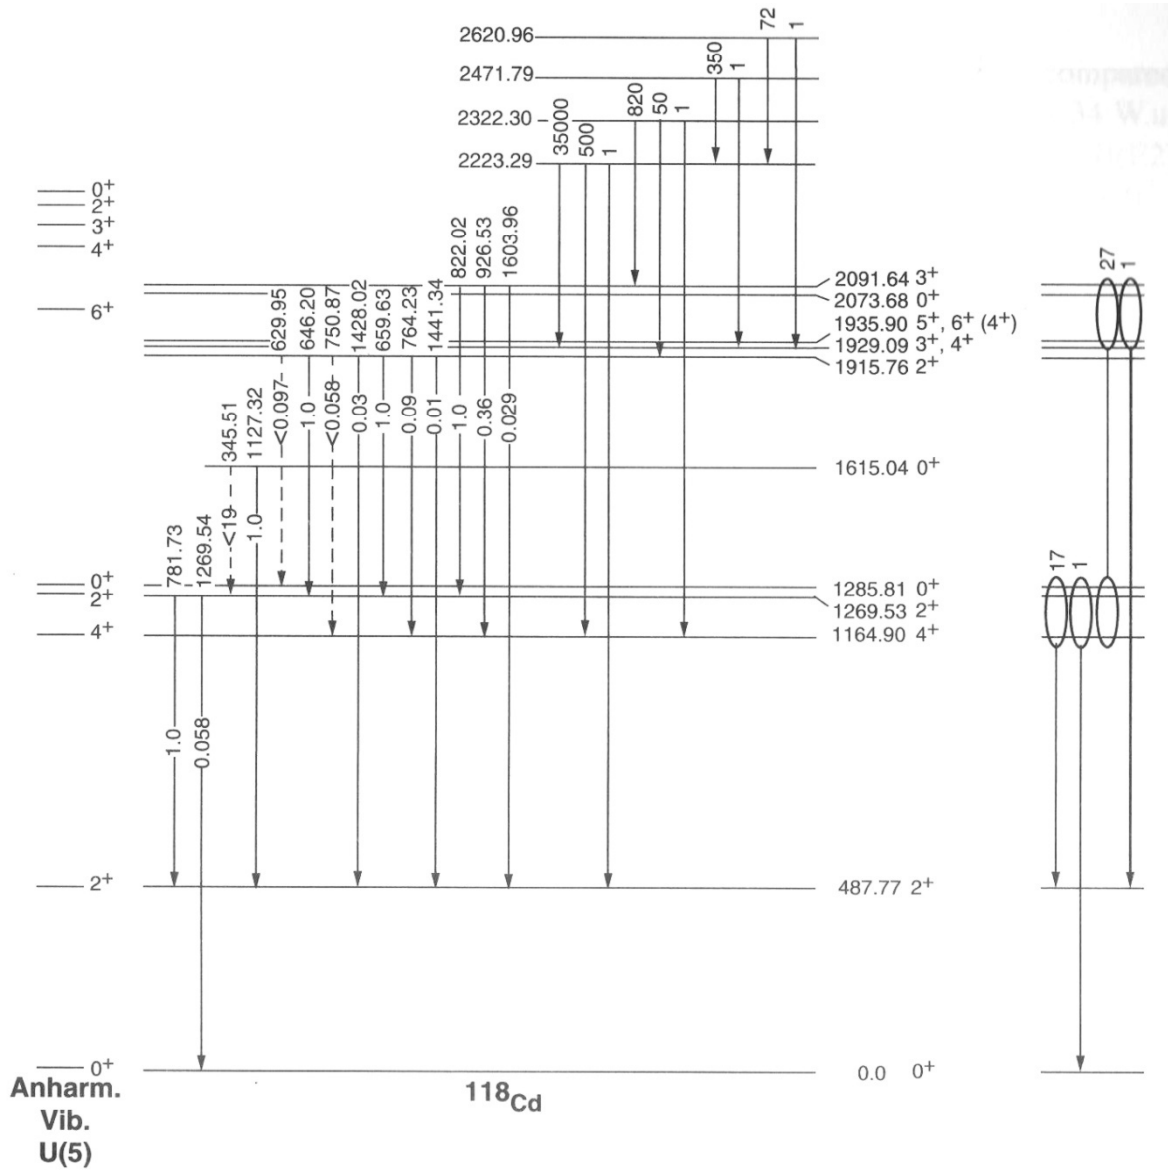 72 1
2620.96
350 1
2471.79
820 50 1
2322.30
35000 500 1
2223.29
0+
2+
3+
4+
6+
822.02 926.53 1603.96
2091.64 3+
2073.68 0+
1935.90 5+, 6+ (4+)
1929.09 3+, 4+
1915.76 2+
27 1
629.95 646.20 750.87 1428.02 659.63 764.23 1441.34
<0.097 1.0 <0.058 0.03 1.0 0.09 0.01 1.0 0.36 0.029
345.51 1127.32
1615.04 0+
<19 1.0
781.73 1269.54
17 1
0+
2+
4+
1285.81 0+
1269.53 2+
1164.90 4+
1.0 0.058
2+
487.77 2+
0+
0.0 0+
Anharm.
Vib.
U(5)
118Cd